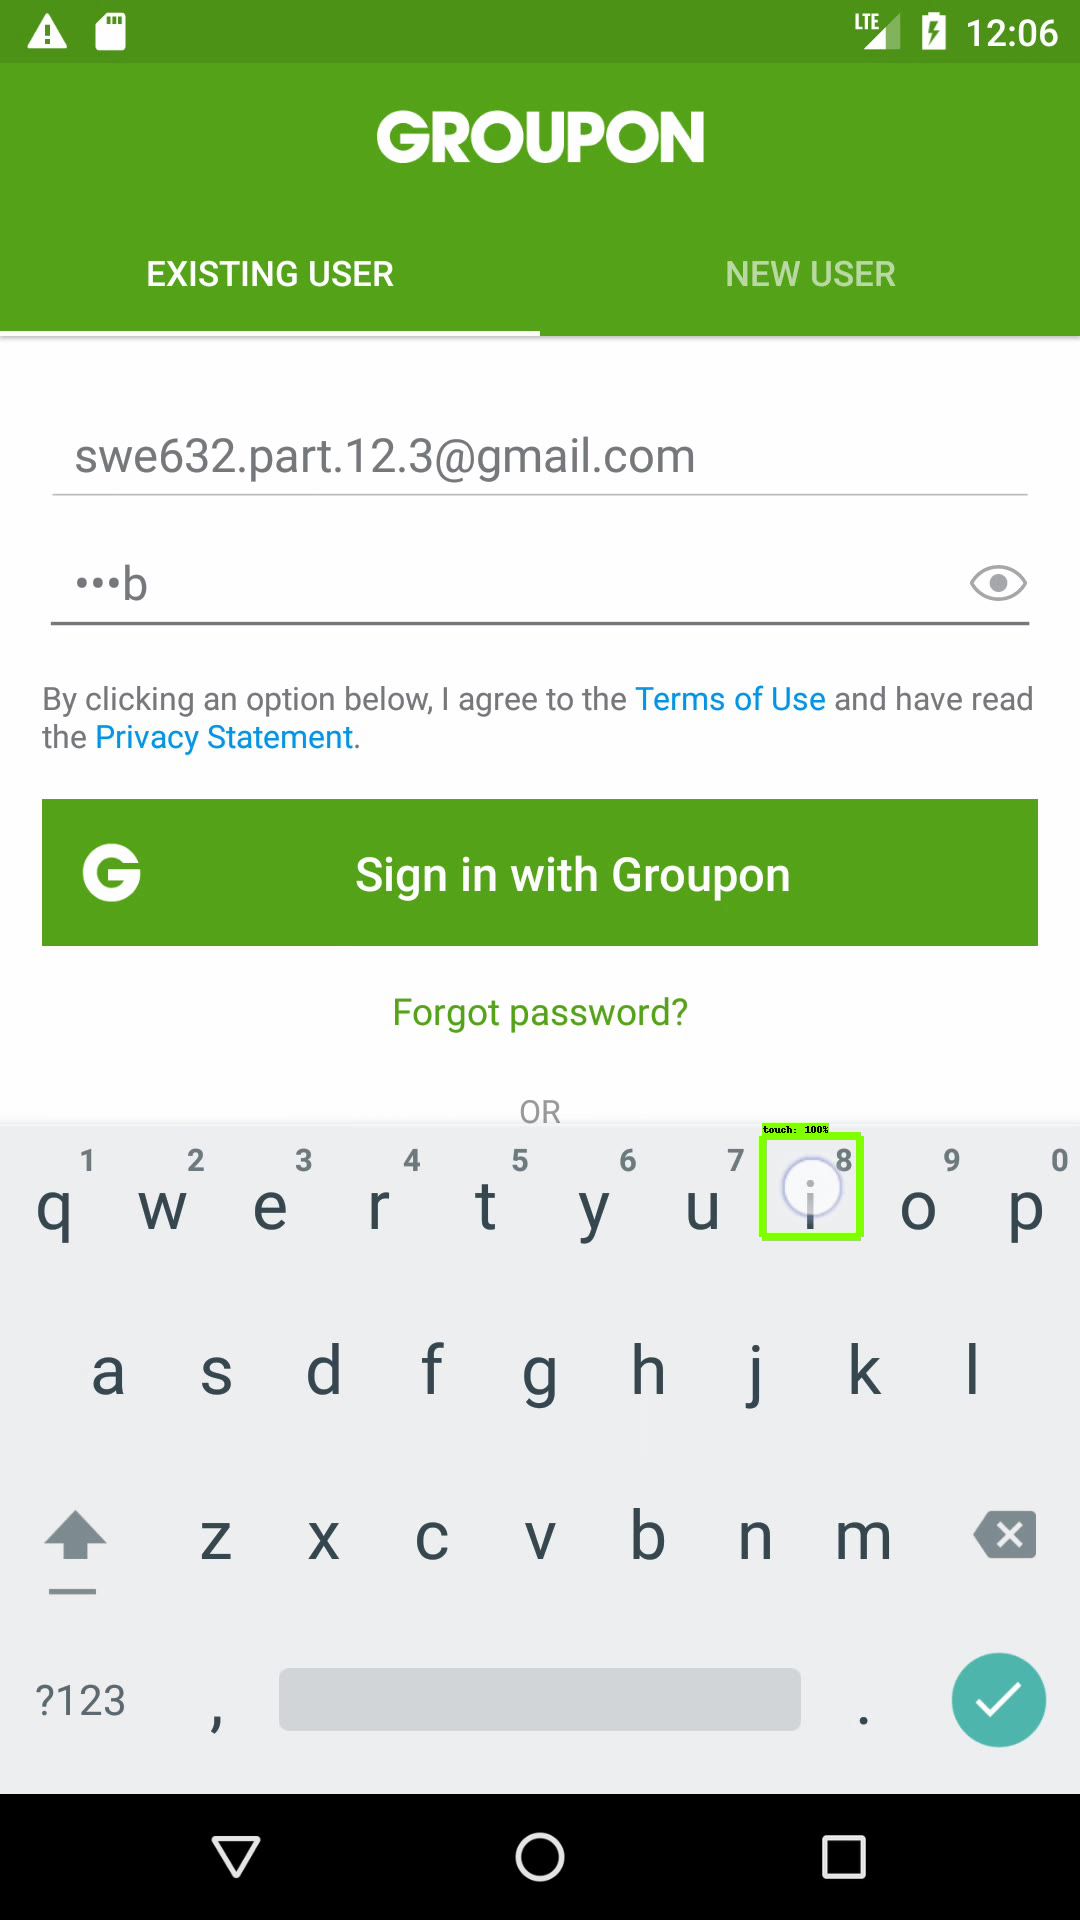 LTE 12:06
GROUPON
EXISTING USER NEW USER
swe632.part.12.3@gmail.com
•••b
By clicking an option below, I agree to the Terms of Use and have read
the Privacy Statement.
G Sign in with Groupon
Forgot password?
OR
touch: 100%
1 2 3 4 5 6 7 8 9 0
q w e r t y u i o p
a s d f g h j k l
z x c v b n m
?123 , .